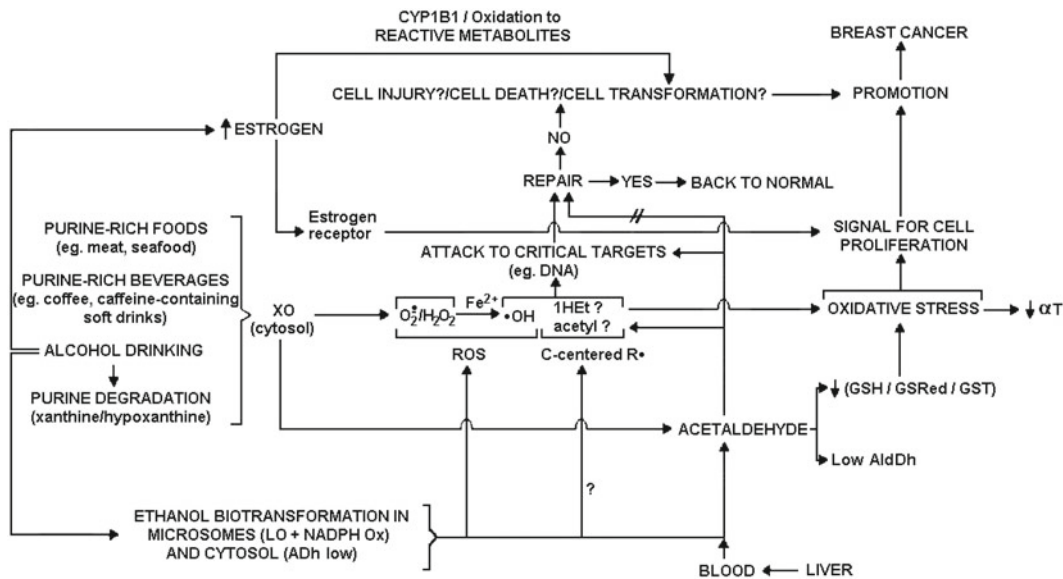 CYP1B1 / Oxidation to
REACTIVE METABOLITES
BREAST CANCER
CELL INJURY?/CELL DEATH?/CELL TRANSFORMATION?
PROMOTION
ESTROGEN
NO
REPAIR
YES
BACK TO NORMAL
PURINE-RICH FOODS
(eg. meat, seafood)
Estrogen
receptor
SIGNAL FOR CELL
PROLIFERATION
ATTACK TO CRITICAL TARGETS
(eg. DNA)
PURINE-RICH BEVERAGES
(eg. coffee, caffeine-containing
soft drinks)
XO
(cytosol)
O₂•̄/H₂O₂
Fe²⁺
•OH
1HEt ?
acetyl ?
OXIDATIVE STRESS
αT
ALCOHOL DRINKING
ROS
C-centered R•
PURINE DEGRADATION
(xanthine/hypoxanthine)
(GSH / GSRed / GST)
ACETALDEHYDE
Low AldDh
?
ETHANOL BIOTRANSFORMATION IN
MICROSOMES (LO + NADPH Ox)
AND CYTOSOL (ADh low)
BLOOD
LIVER